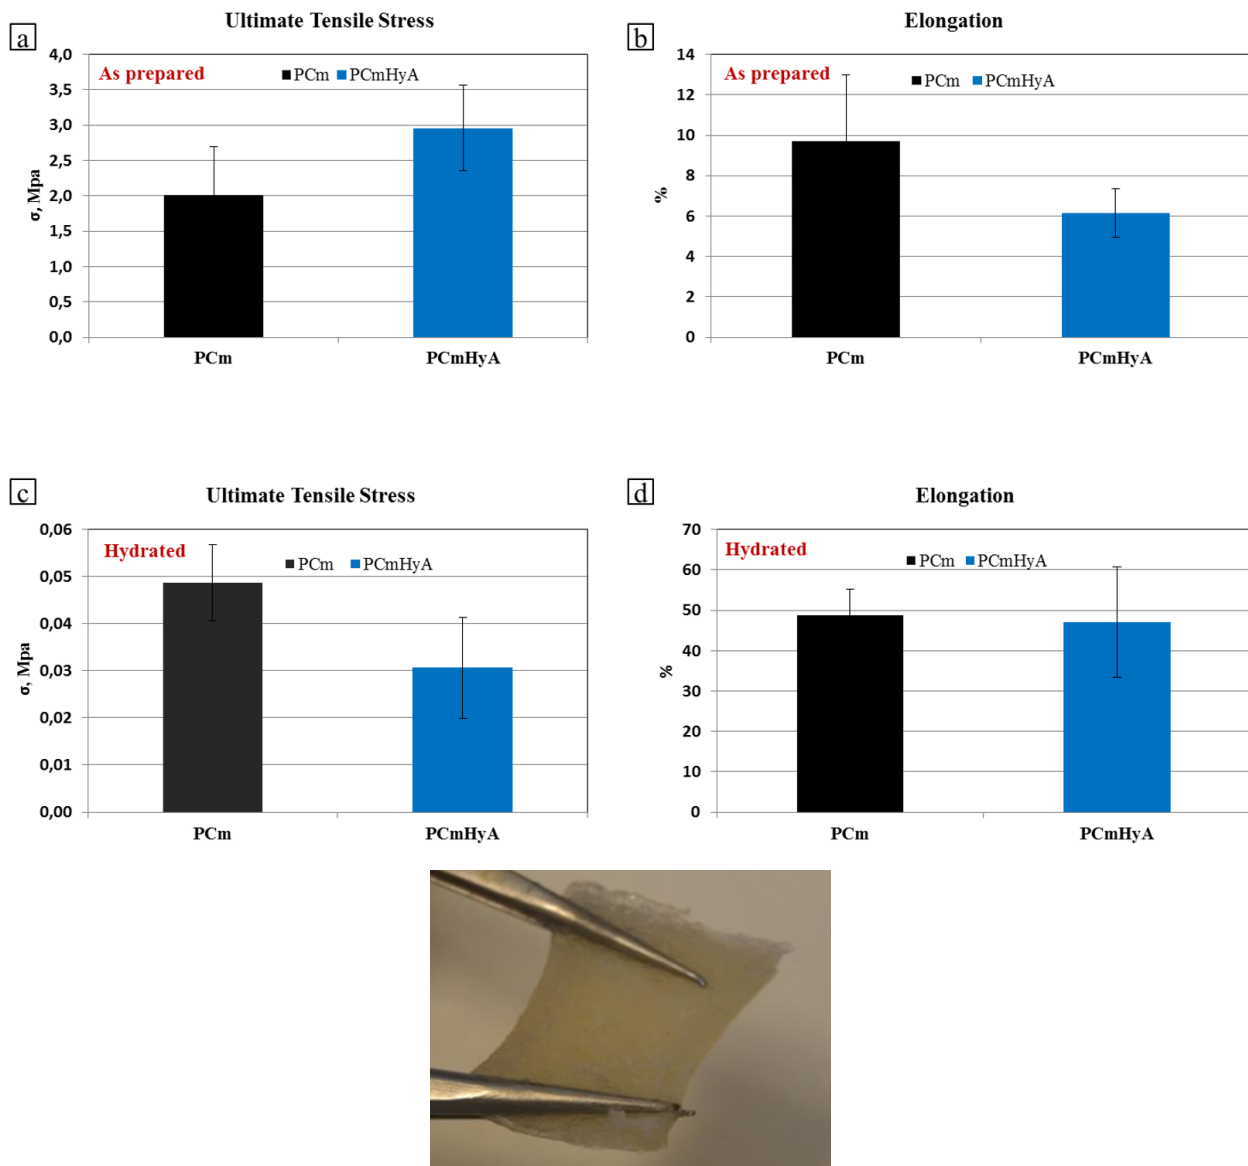 a
Ultimate Tensile Stress
As prepared
PCm PCmHyA
4,0
3,5
3,0
2,5
2,0
1,5
1,0
0,5
0,0
σ, Mpa
PCm PCmHyA
b
Elongation
As prepared
PCm PCmHyA
14
12
10
8
6
4
2
0
%
PCm PCmHyA
c
Ultimate Tensile Stress
Hydrated
PCm PCmHyA
0,06
0,05
0,04
0,03
0,02
0,01
0,00
σ, Mpa
PCm PCmHyA
d
Elongation
Hydrated
PCm PCmHyA
70
60
50
40
30
20
10
0
%
PCm PCmHyA